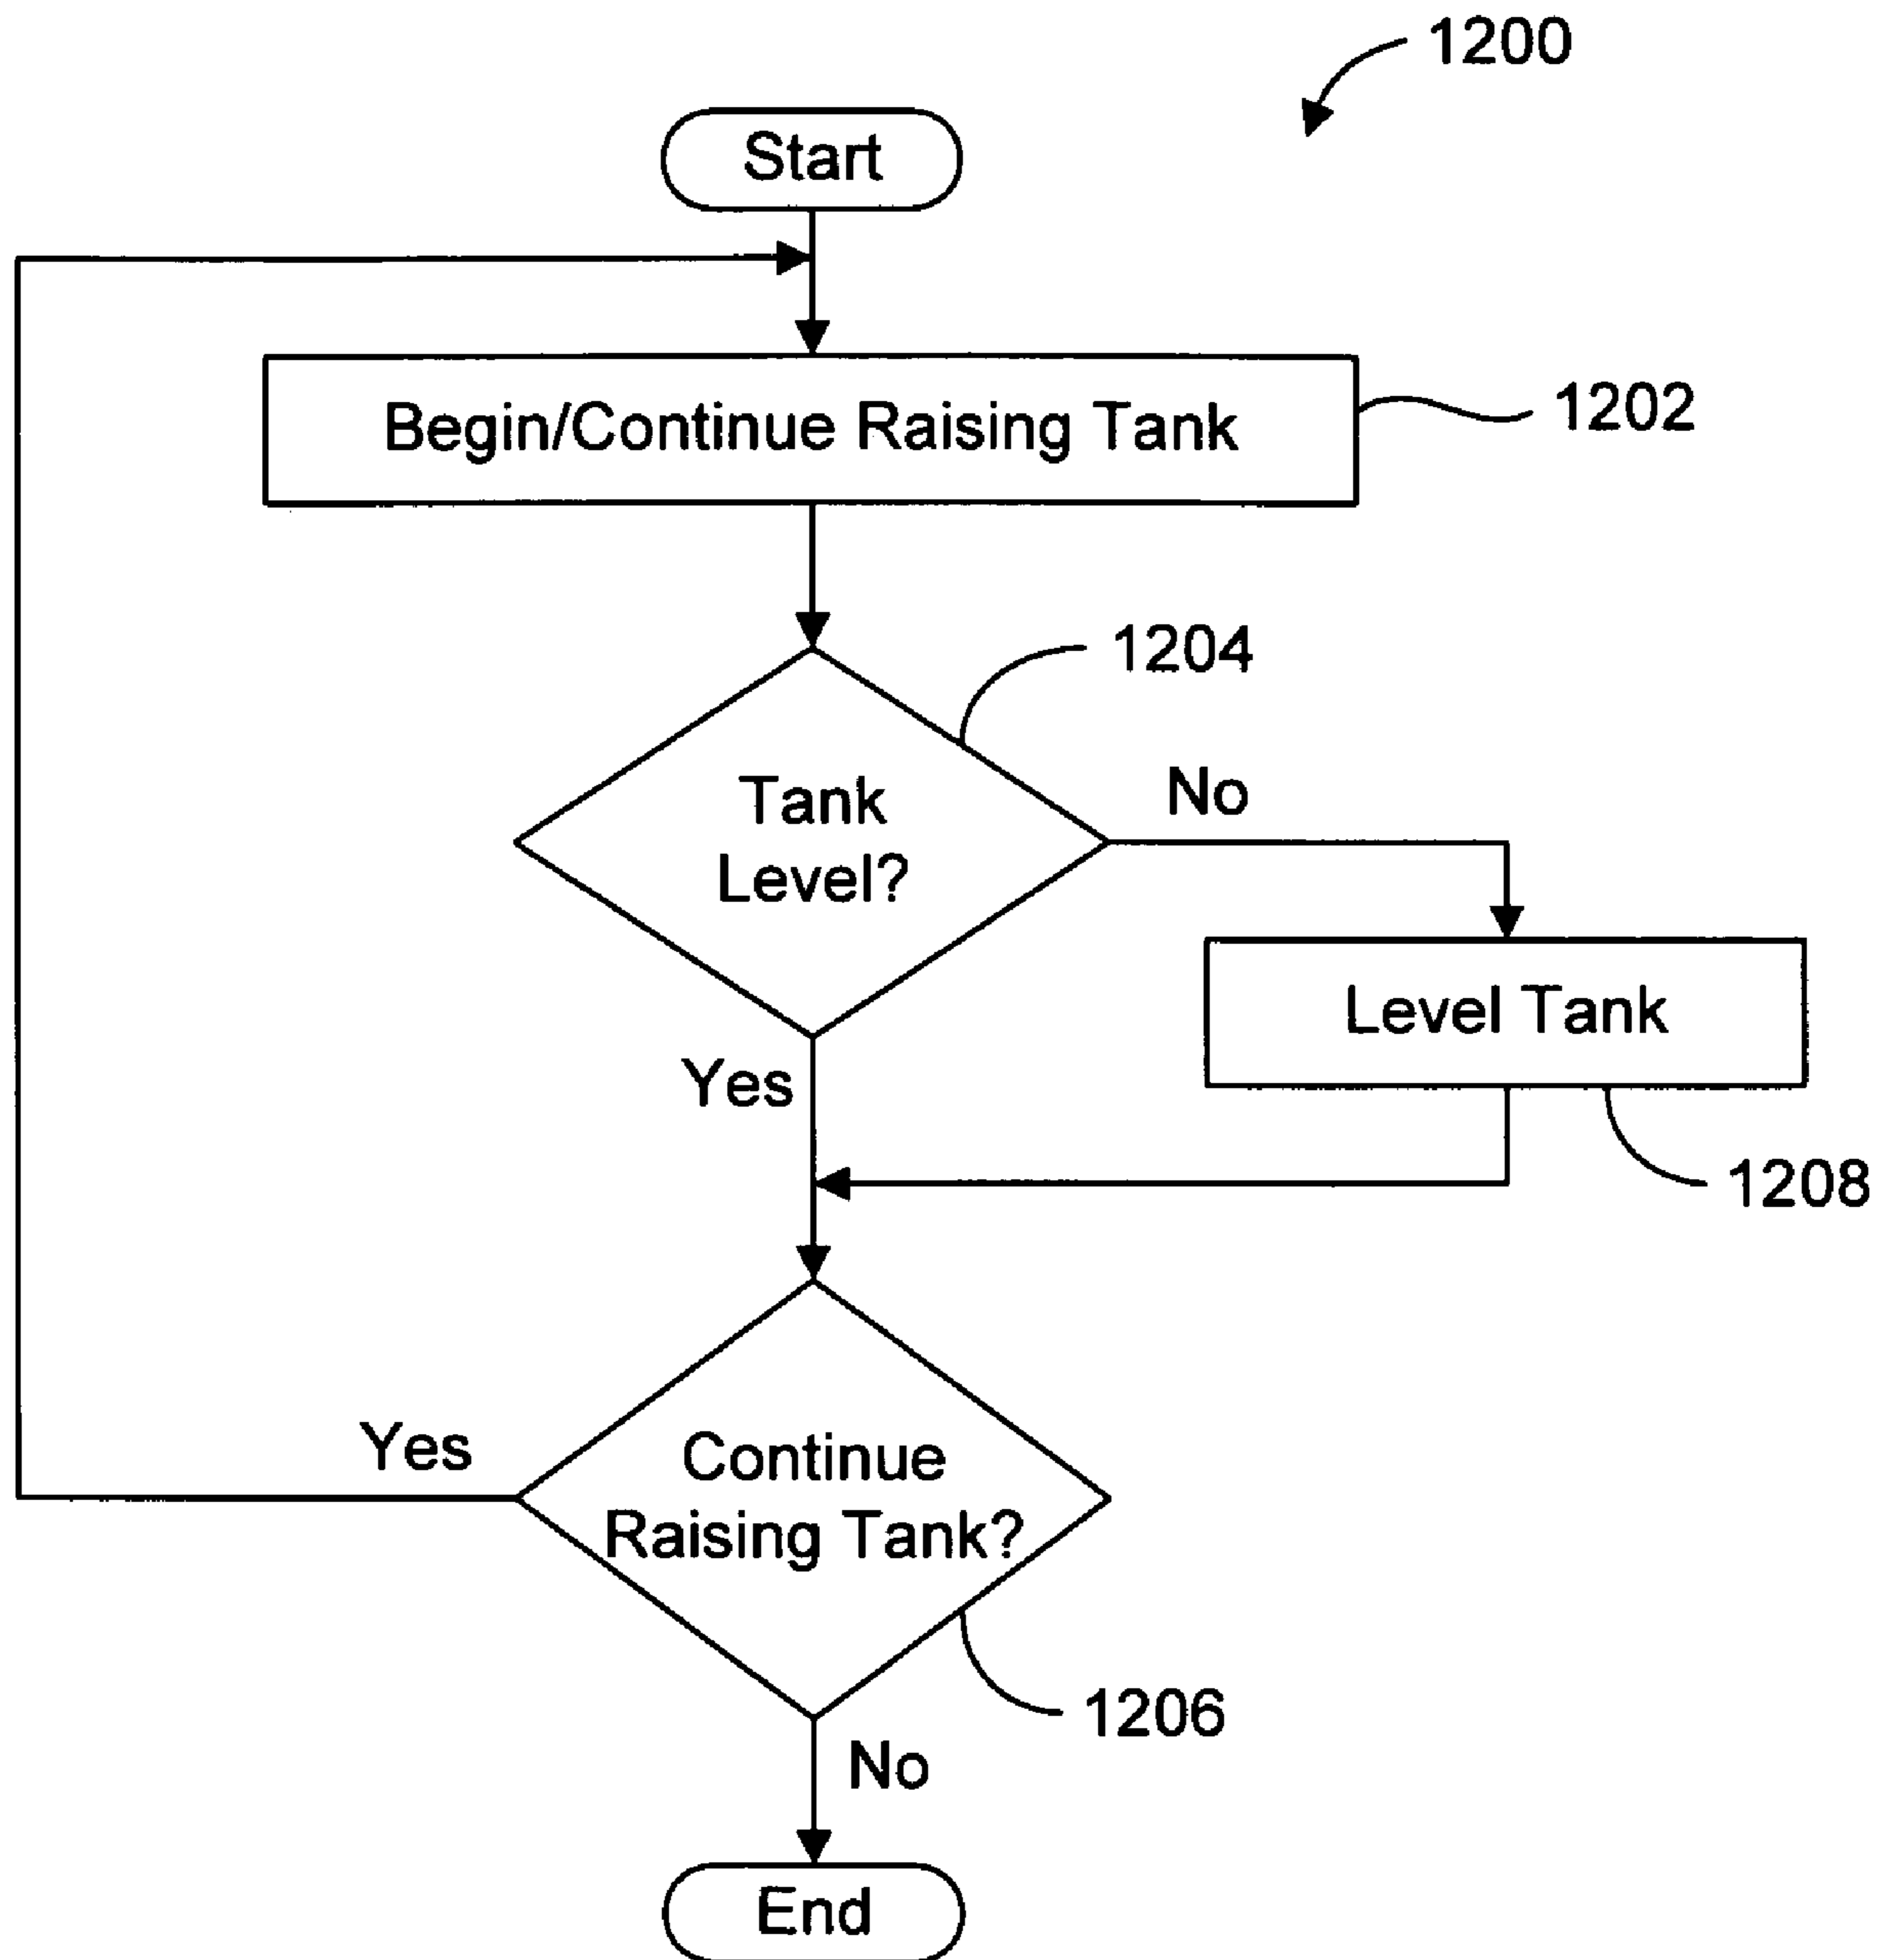 1200
Start
Begin/Continue Raising Tank
1202
1204
Tank
Level?
No
Level Tank
Yes
1208
Yes
Continue
Raising Tank?
1206
No
End